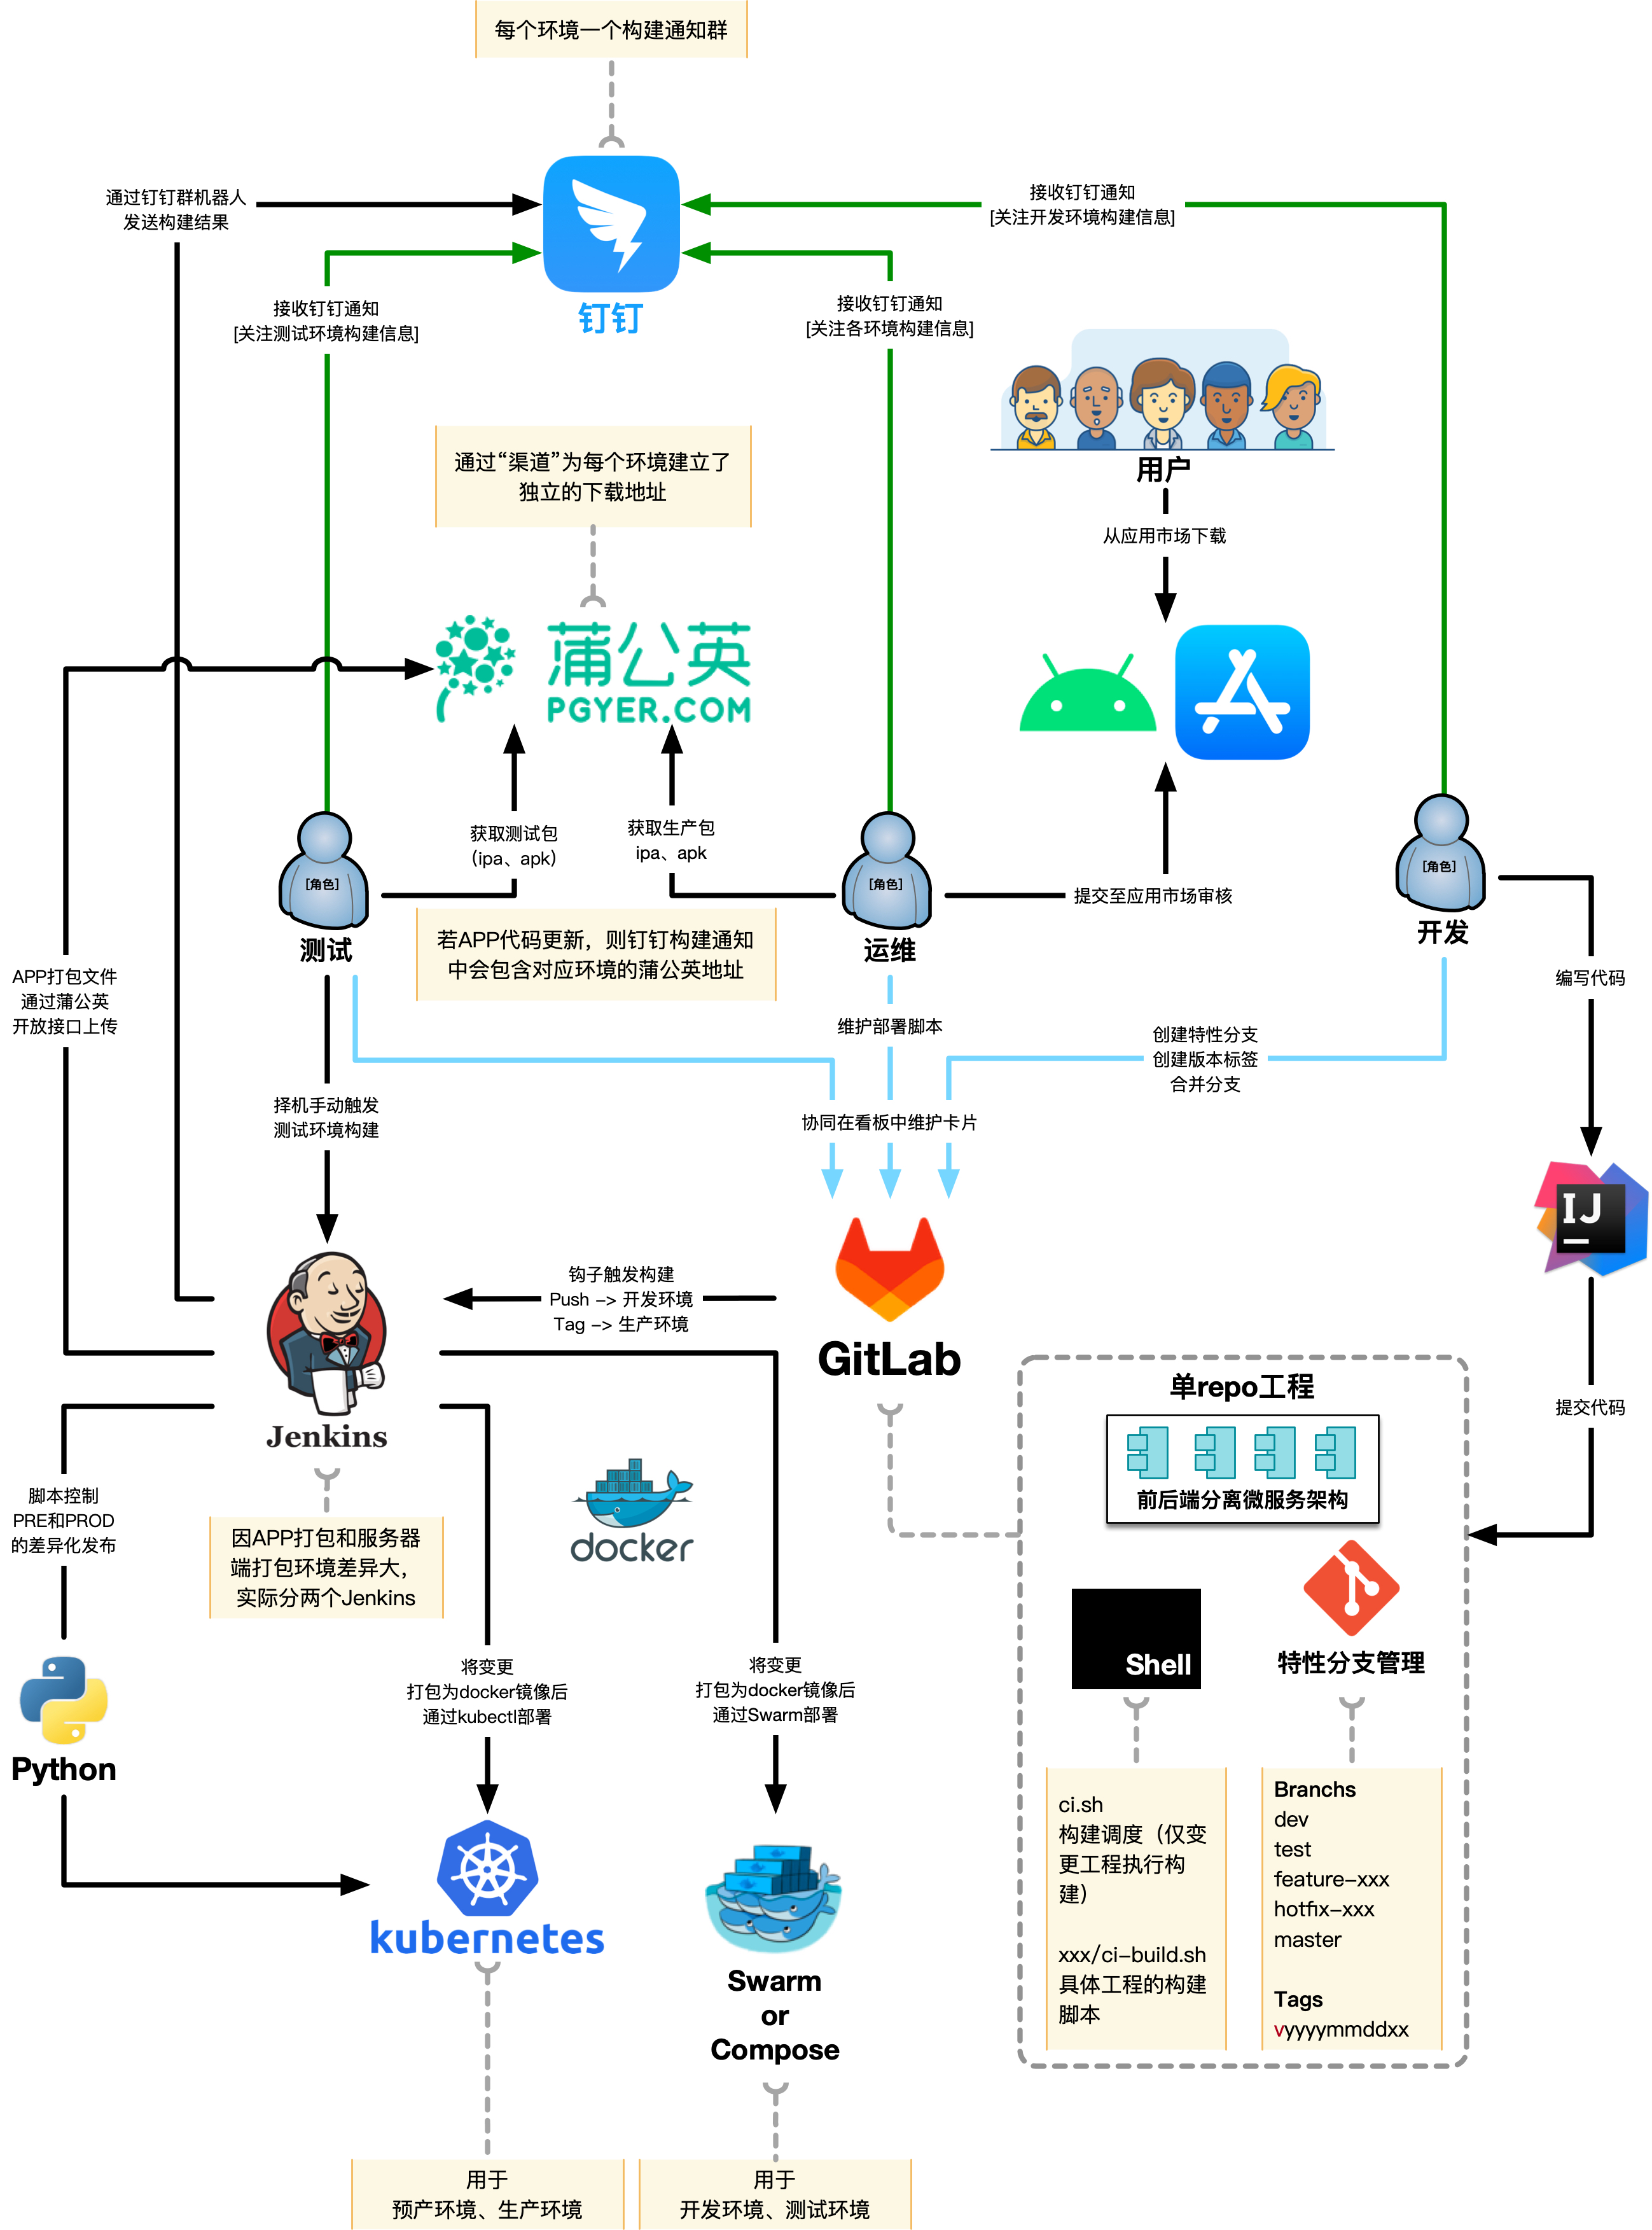 每个环境一个构建通知群
通过钉钉群机器人
发送构建结果
接收钉钉通知
[关注开发环境构建信息]
钉钉
接收钉钉通知
[关注测试环境构建信息]
接收钉钉通知
[关注各环境构建信息]
用户
从应用市场下载
通过“渠道”为每个环境建立了
独立的下载地址
蒲公英
PGYER.COM
获取测试包
（ipa、apk）
获取生产包
ipa、apk
[角色]
测试
[角色]
运维
提交至应用市场审核
[角色]
开发
若APP代码更新，则钉钉构建通知
中会包含对应环境的蒲公英地址
APP打包文件
通过蒲公英
开放接口上传
编写代码
维护部署脚本
创建特性分支
创建版本标签
合并分支
择机手动触发
测试环境构建
协同在看板中维护卡片
IJ
钩子触发构建
Push -> 开发环境
Tag -> 生产环境
GitLab
Jenkins
单repo工程
前后端分离微服务架构
提交代码
脚本控制
PRE和PROD
的差异化发布
因APP打包和服务器
端打包环境差异大，
实际分两个Jenkins
docker
Shell
特性分支管理
将变更
打包为docker镜像后
通过kubectl部署
将变更
打包为docker镜像后
通过Swarm部署
Python
ci.sh
构建调度（仅变
更工程执行构
建）
xxx/ci-build.sh
具体工程的构建
脚本
Branchs
dev
test
feature-xxx
hotfix-xxx
master
Tags
vyyyymmddxx
kubernetes
Swarm
or
Compose
用于
预产环境、生产环境
用于
开发环境、测试环境